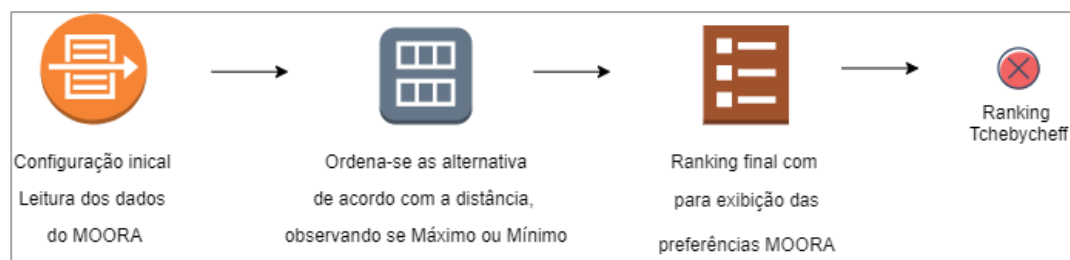 Configuração inical
Leitura dos dados
do MOORA
Ordena-se as alternativa
de acordo com a distância,
observando se Máximo ou Mínimo
Ranking final com
para exibição das
preferências MOORA
Ranking
Tchebycheff